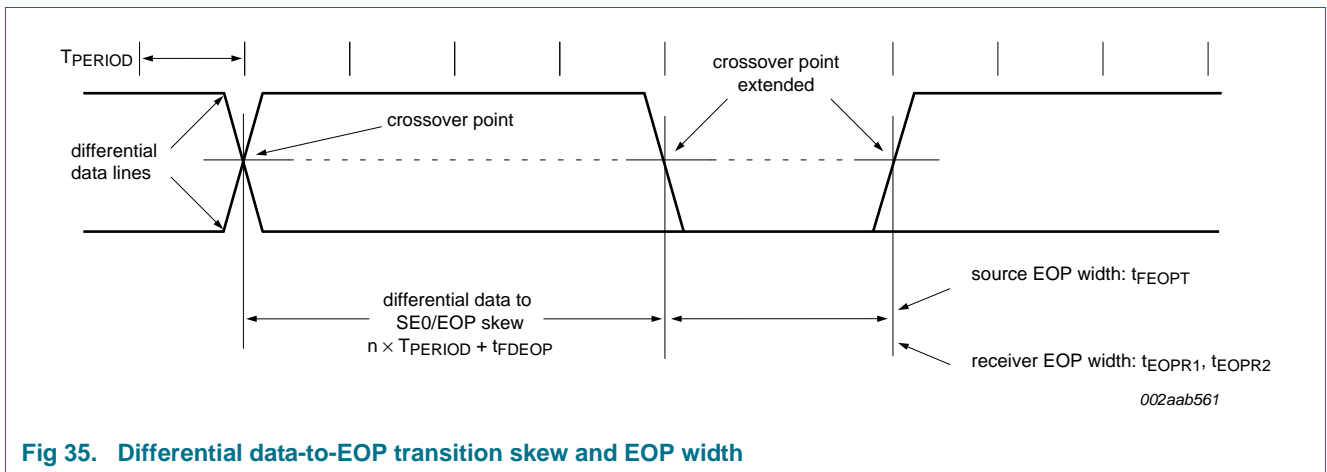 TPERIOD
crossover point
extended
crossover point
differential
data lines
source EOP width: tFEOPT
differential data to
SE0/EOP skew
n × TPERIOD + tFDEOP
receiver EOP width: tEOPR1, tEOPR2
002aab561
Fig 35. Differential data-to-EOP transition skew and EOP width